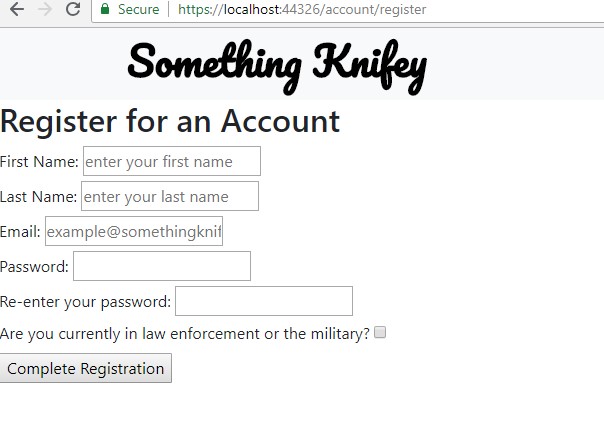 Secure https://localhost:44326/account/register
Something Knifey
Register for an Account
First Name: enter your first name
Last Name: enter your last name
Email: example@somethingknif
Password:
Re-enter your password:
Are you currently in law enforcement or the military?
Complete Registration